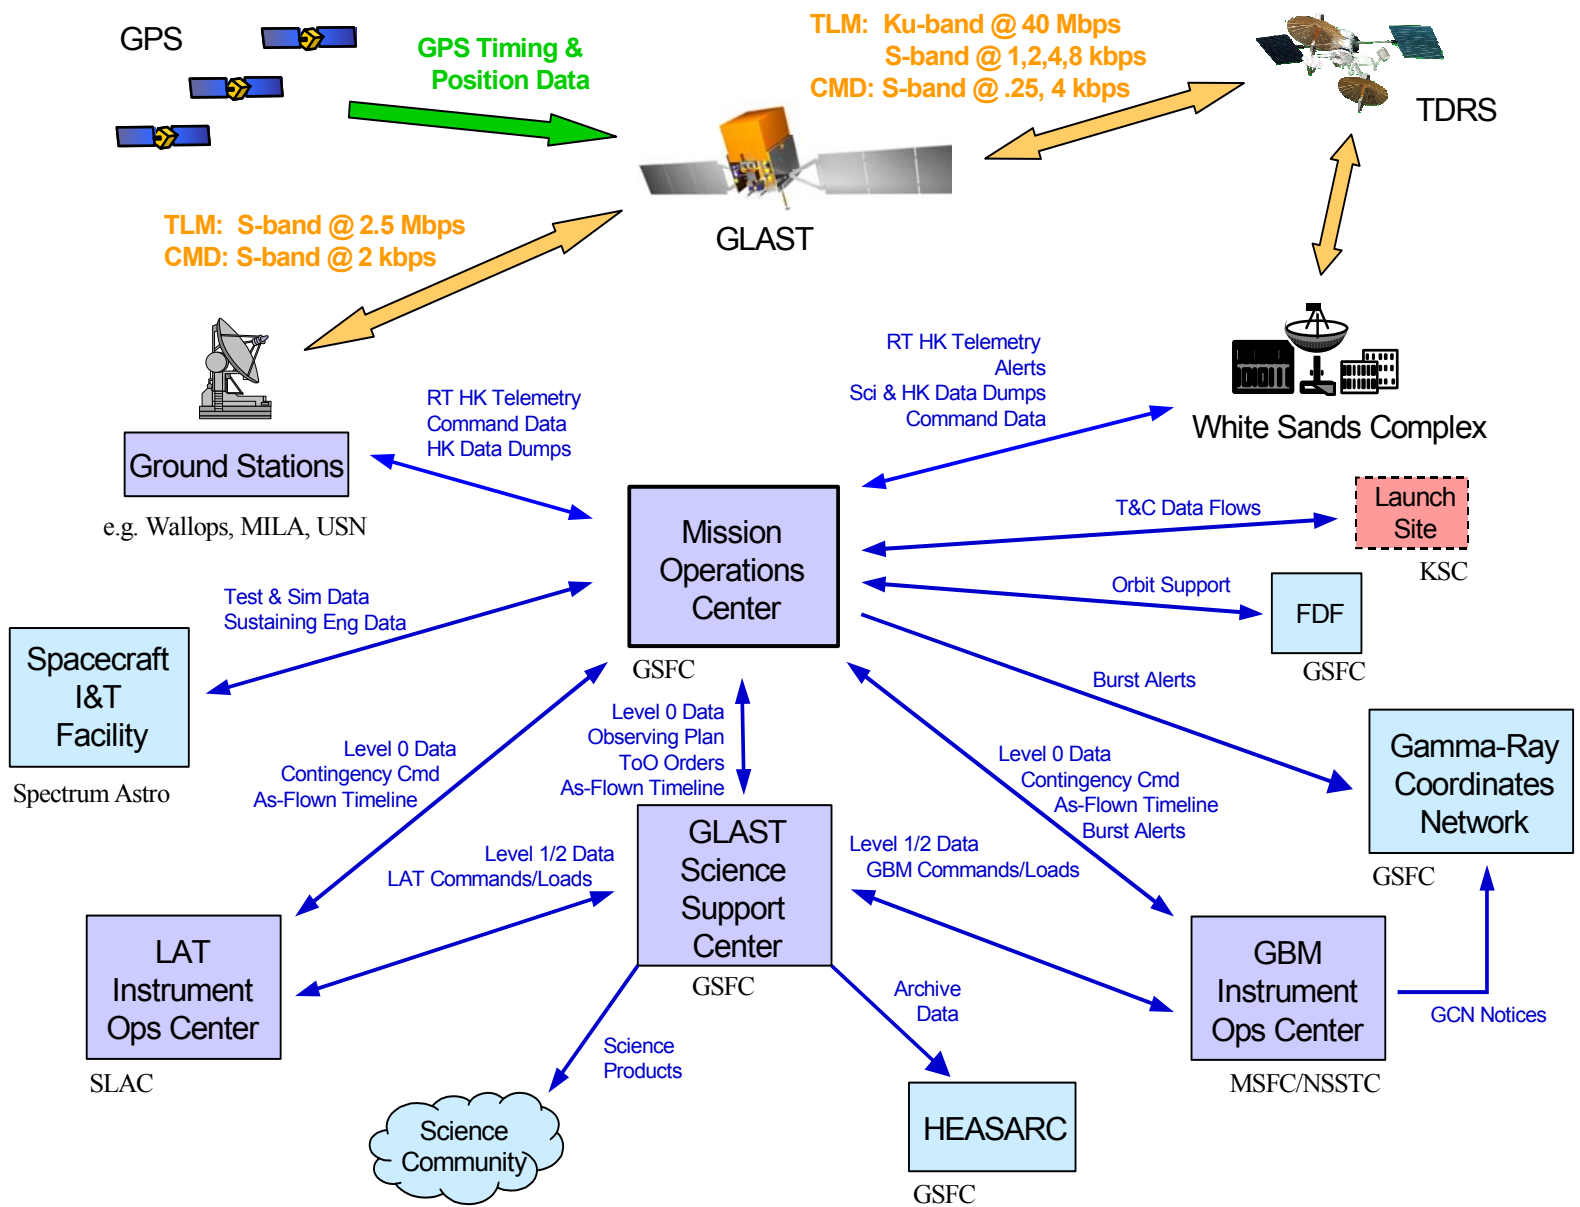 GPS
GPS Timing &
Position Data
TLM: Ku-band @ 40 Mbps
S-band @ 1,2,4,8 kbps
CMD: S-band @ .25, 4 kbps
TDRS
GLAST
TLM: S-band @ 2.5 Mbps
CMD: S-band @ 2 kbps
RT HK Telemetry
Alerts
Sci & HK Data Dumps
Command Data
White Sands Complex
RT HK Telemetry
Command Data
HK Data Dumps
Ground Stations
e.g. Wallops, MILA, USN
Mission
Operations
Center
GSFC
T&C Data Flows
Launch
Site
KSC
Orbit Support
FDF
GSFC
Test & Sim Data
Sustaining Eng Data
Spacecraft
I&T
Facility
Spectrum Astro
Burst Alerts
Gamma-Ray
Coordinates
Network
GSFC
Level 0 Data
Contingency Cmd
As-Flown Timeline
Level 0 Data
Observing Plan
ToO Orders
As-Flown Timeline
Level 0 Data
Contingency Cmd
As-Flown Timeline
Burst Alerts
Level 1/2 Data
LAT Commands/Loads
GLAST
Science
Support
Center
GSFC
Level 1/2 Data
GBM Commands/Loads
LAT
Instrument
Ops Center
SLAC
GBM
Instrument
Ops Center
MSFC/NSSTC
GCN Notices
Archive
Data
Science
Products
Science
Community
HEASARC
GSFC